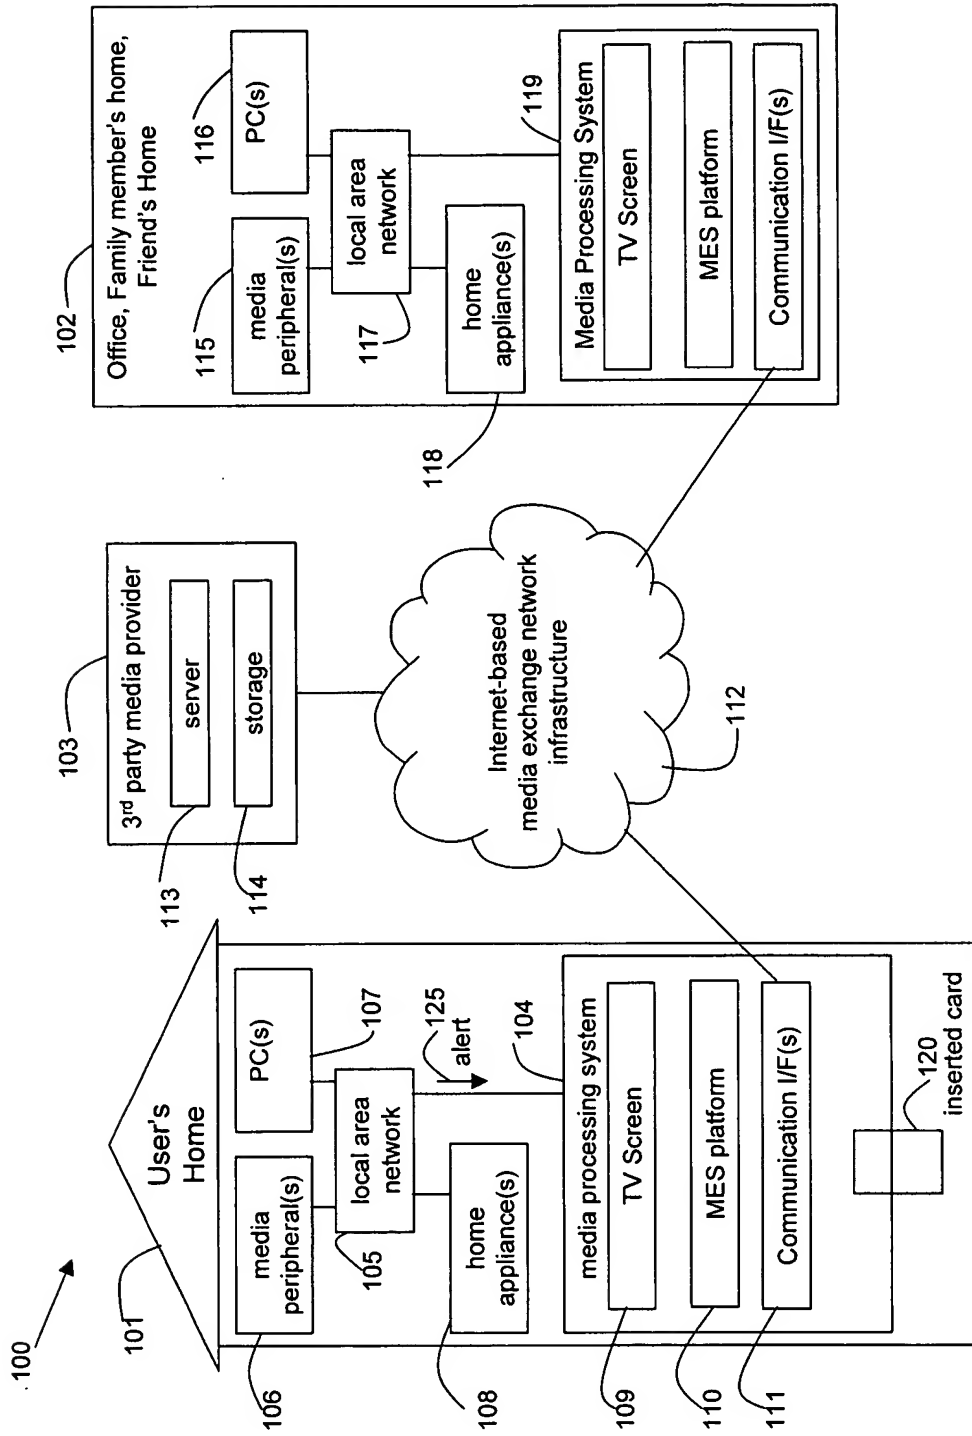 100
101
User's
Home
106
media
peripheral(s)
PC(s)
107
local area
network
105
125
alert
108
home
appliance(s)
104
media processing system
109
TV Screen
110
MES platform
111
Communication I/F(s)
120
inserted card
103
3rd party media provider
113
server
114
storage
Internet-based
media exchange network
infrastructure
112
102
Office, Family member's home,
Friend's Home
115
media
peripheral(s)
116
PC(s)
local area
network
117
118
home
appliance(s)
119
Media Processing System
TV Screen
MES platform
Communication I/F(s)